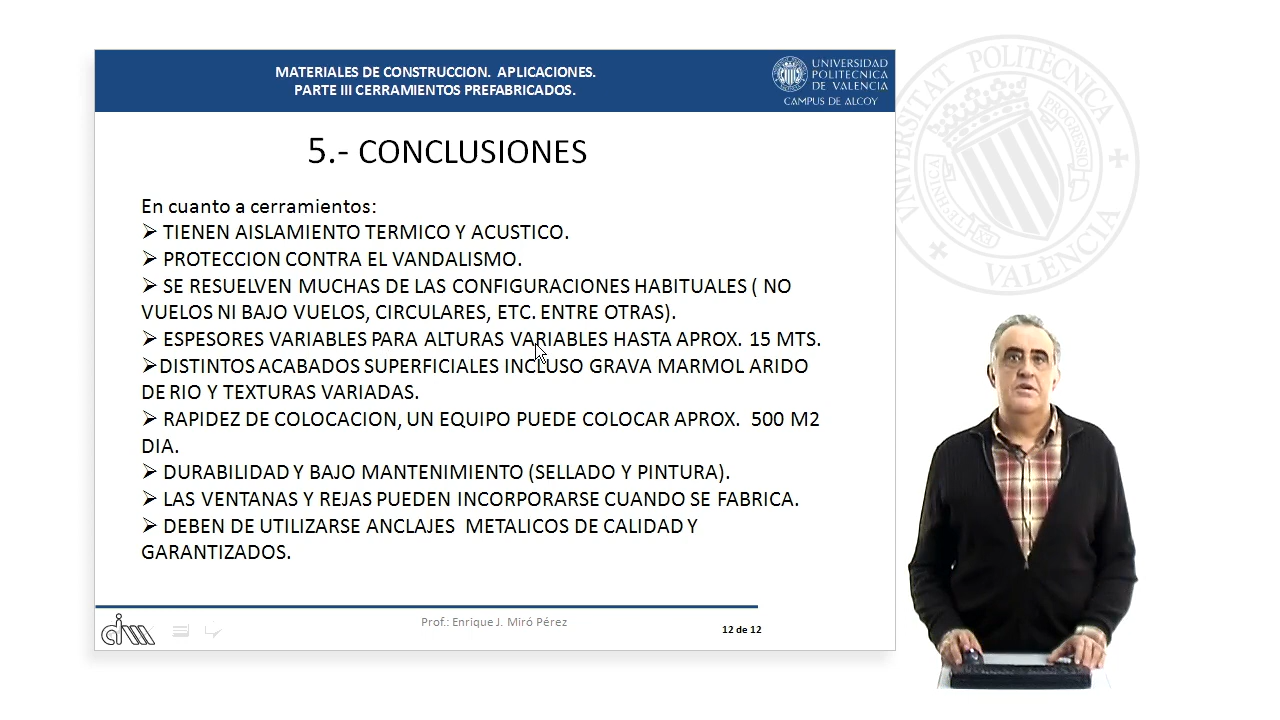 MATERIALES DE CONSTRUCCION. APLICACIONES.
PARTE III CERRAMIENTOS PREFABRICADOS.
UNIVERSIDAD
POLITECNICA
DE VALENCIA
CAMPUS DE ALCOY
UNIVERSITAT POLITÈCNICA
VALÈNCIA
EX TECHNICA
PROGRESSIO
5.- CONCLUSIONES
En cuanto a cerramientos:
➢ TIENEN AISLAMIENTO TERMICO Y ACUSTICO.
➢ PROTECCION CONTRA EL VANDALISMO.
➢ SE RESUELVEN MUCHAS DE LAS CONFIGURACIONES HABITUALES ( NO
VUELOS NI BAJO VUELOS, CIRCULARES, ETC. ENTRE OTRAS).
➢ ESPESORES VARIABLES PARA ALTURAS VARIABLES HASTA APROX. 15 MTS.
➢DISTINTOS ACABADOS SUPERFICIALES INCLUSO GRAVA MARMOL ARIDO
DE RIO Y TEXTURAS VARIADAS.
➢ RAPIDEZ DE COLOCACION, UN EQUIPO PUEDE COLOCAR APROX. 500 M2
DIA.
➢ DURABILIDAD Y BAJO MANTENIMIENTO (SELLADO Y PINTURA).
➢ LAS VENTANAS Y REJAS PUEDEN INCORPORARSE CUANDO SE FABRICA.
➢ DEBEN DE UTILIZARSE ANCLAJES METALICOS DE CALIDAD Y
GARANTIZADOS.
Prof.: Enrique J. Miró Pérez
12 de 12